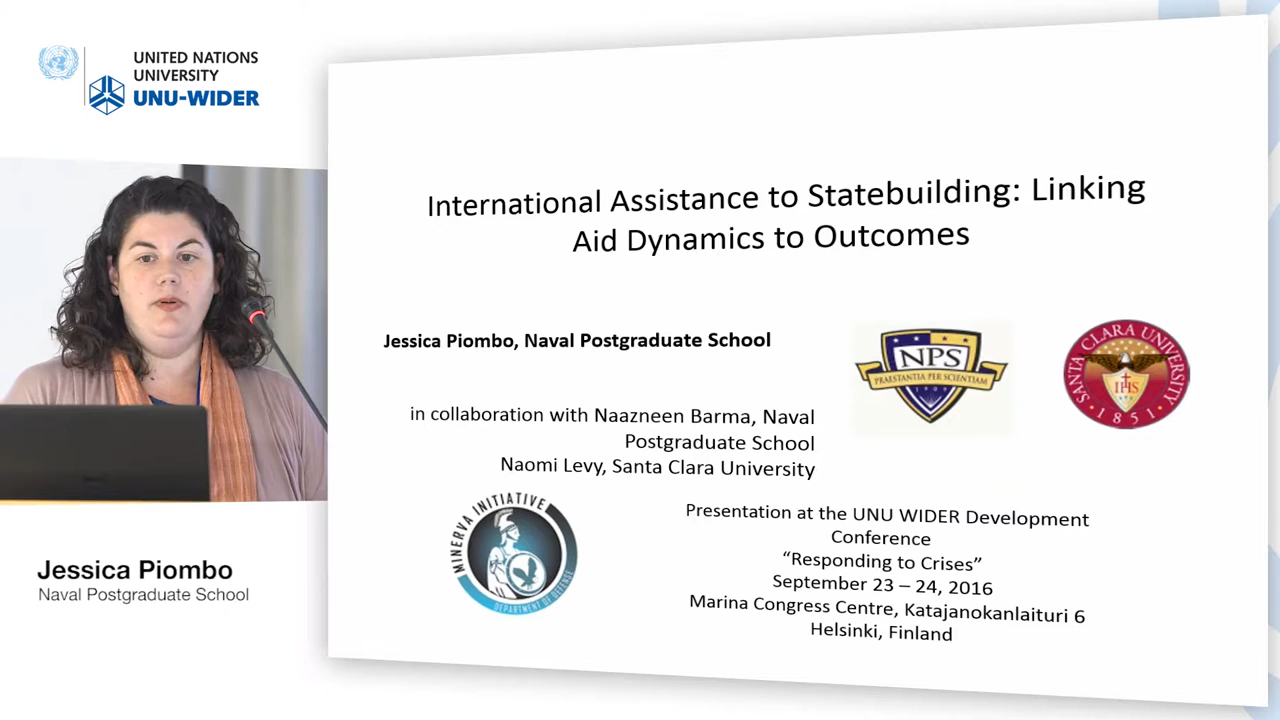 UNITED NATIONS
UNIVERSITY
UNU-WIDER
International Assistance to Statebuilding: Linking
Aid Dynamics to Outcomes
Jessica Piombo, Naval Postgraduate School
NPS
PRAESTANTIA PER SCIENTIAM
1909
SANTA CLARA UNIVERSITY
IHS
1851
in collaboration with Naazneen Barma, Naval
Postgraduate School
Naomi Levy, Santa Clara University
MINERVA INITIATIVE
DEPARTMENT OF DEFENSE
Presentation at the UNU WIDER Development
Conference
“Responding to Crises”
September 23 – 24, 2016
Marina Congress Centre, Katajanokanlaituri 6
Helsinki, Finland
Jessica Piombo
Naval Postgraduate School